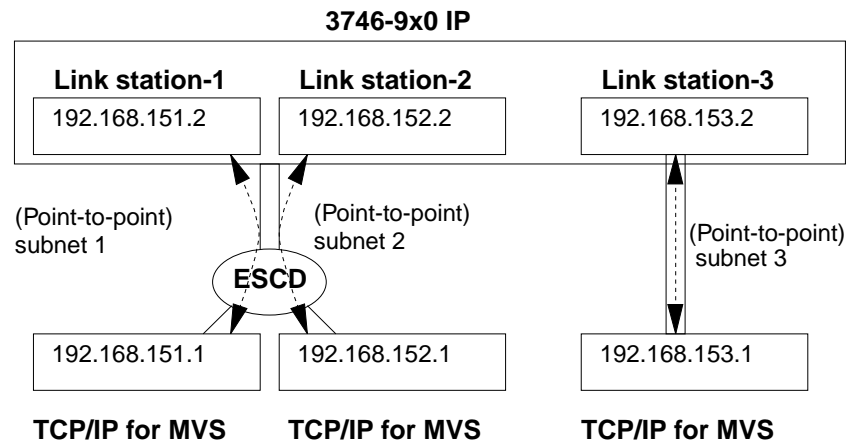 3746-9x0 IP
Link station-1
Link station-2
Link station-3
192.168.151.2
192.168.152.2
192.168.153.2
(Point-to-point)
subnet 1
(Point-to-point)
subnet 2
(Point-to-point)
subnet 3
ESCD
192.168.151.1
192.168.152.1
192.168.153.1
TCP/IP for MVS
TCP/IP for MVS
TCP/IP for MVS